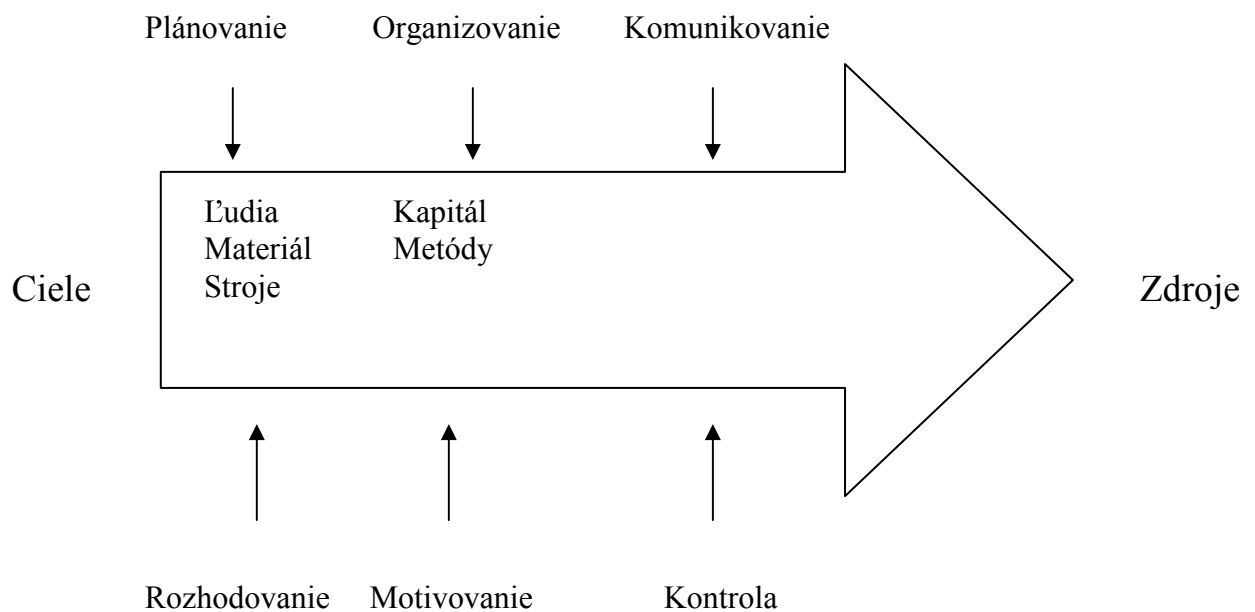 Plánovanie Organizovanie Komunikovanie
Ľudia Kapitál
Materiál Metódy
Stroje
Ciele Zdroje
Rozhodovanie Motivovanie Kontrola